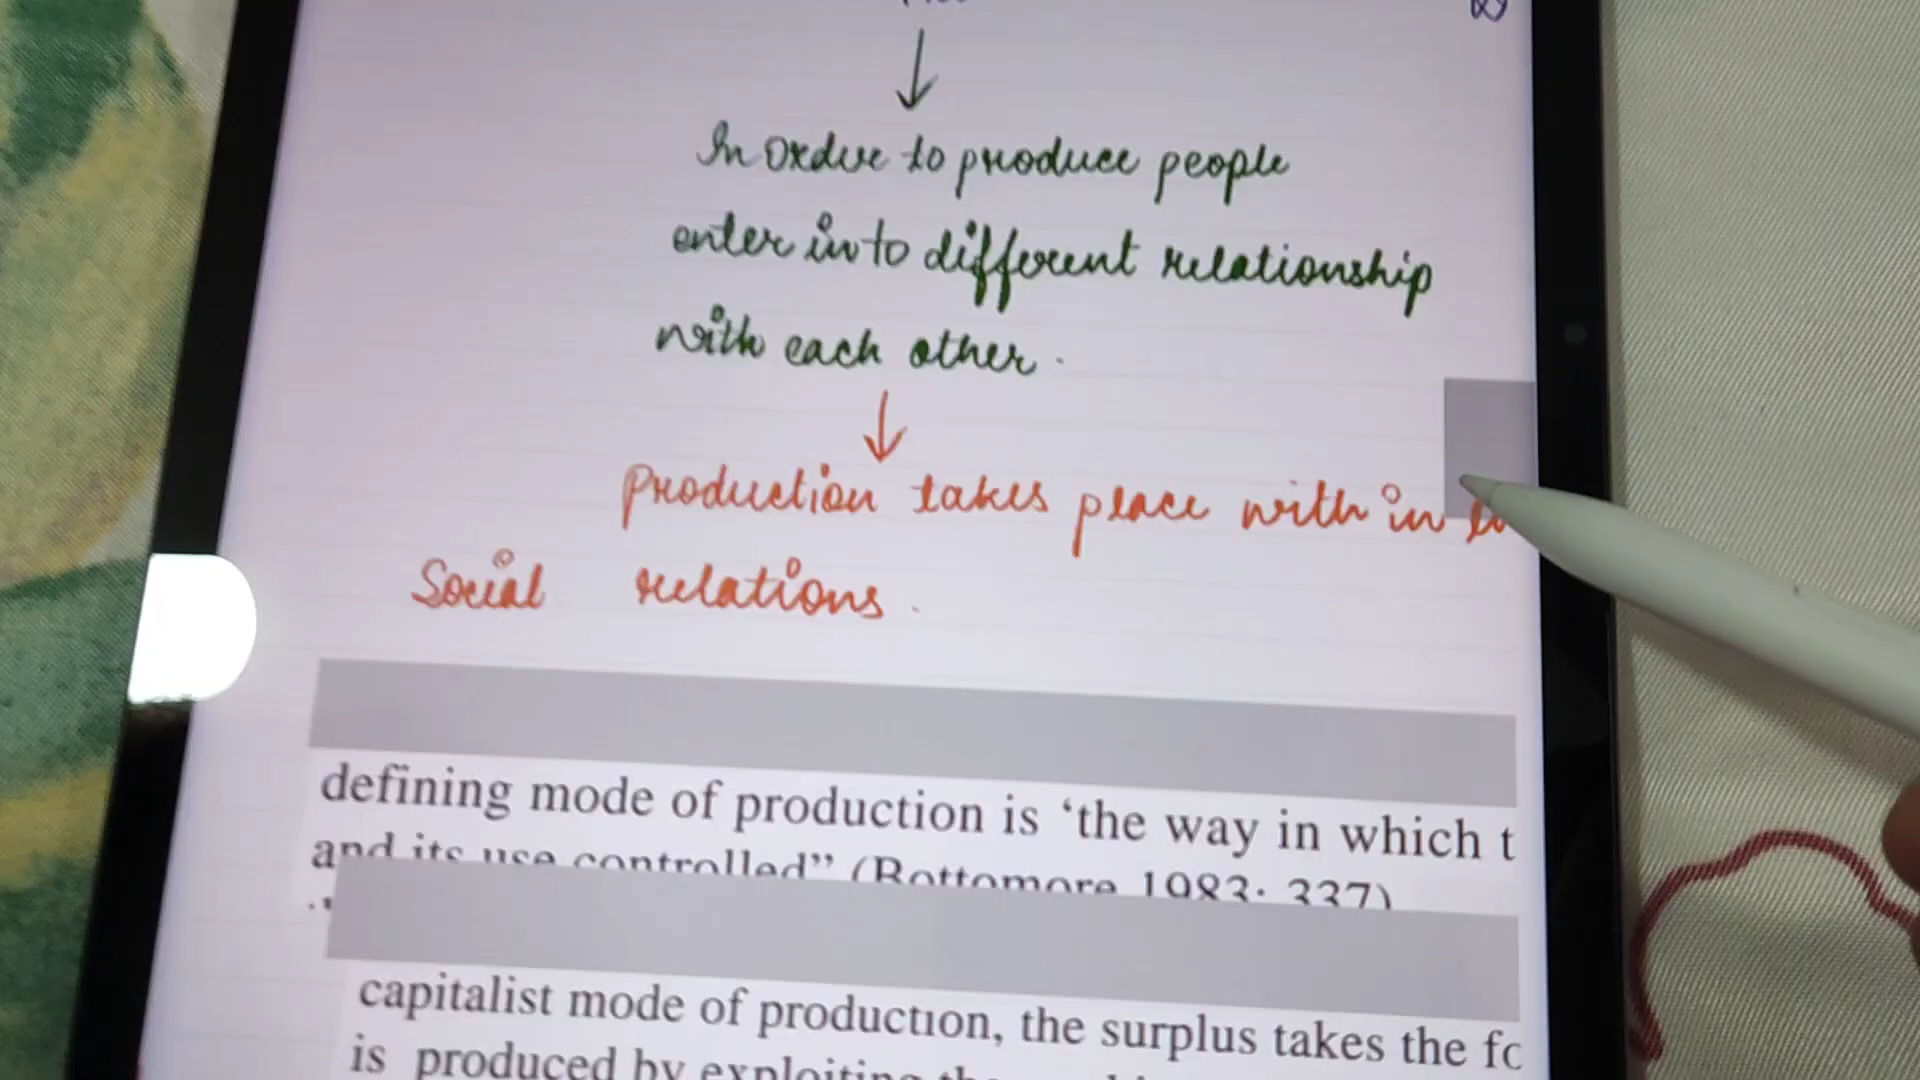 In order to produce people
enter into different relationship
with each other.
Production takes place with in
Social relations.
defining mode of production is ‘the way in which t
and its use controlled” (Bottomore 1983: 337)
capitalist mode of production, the surplus takes the fo
is produced by exploiting the